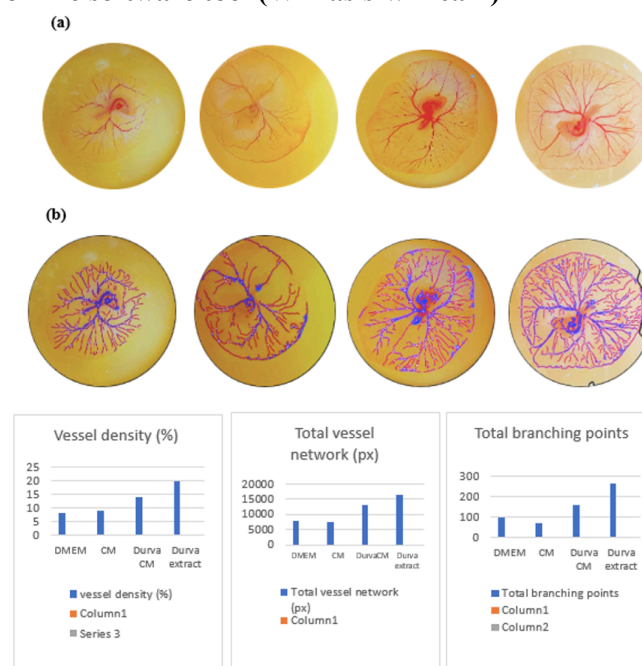 (a)
(b)
Vessel density (%)
25
20
15
10
5
0
DMEM
CM
Durva
CM
Durva
extract
vessel density (%)
Column1
Series 3
Total vessel
network (px)
20000
15000
10000
5000
0
DMEM
CM
DurvaCM
Durva
extract
Total vessel network
(px)
Column1
Total branching points
300
200
100
0
DMEM
CM
Durva
CM
Durva
extract
Total branching points
Column1
Column2